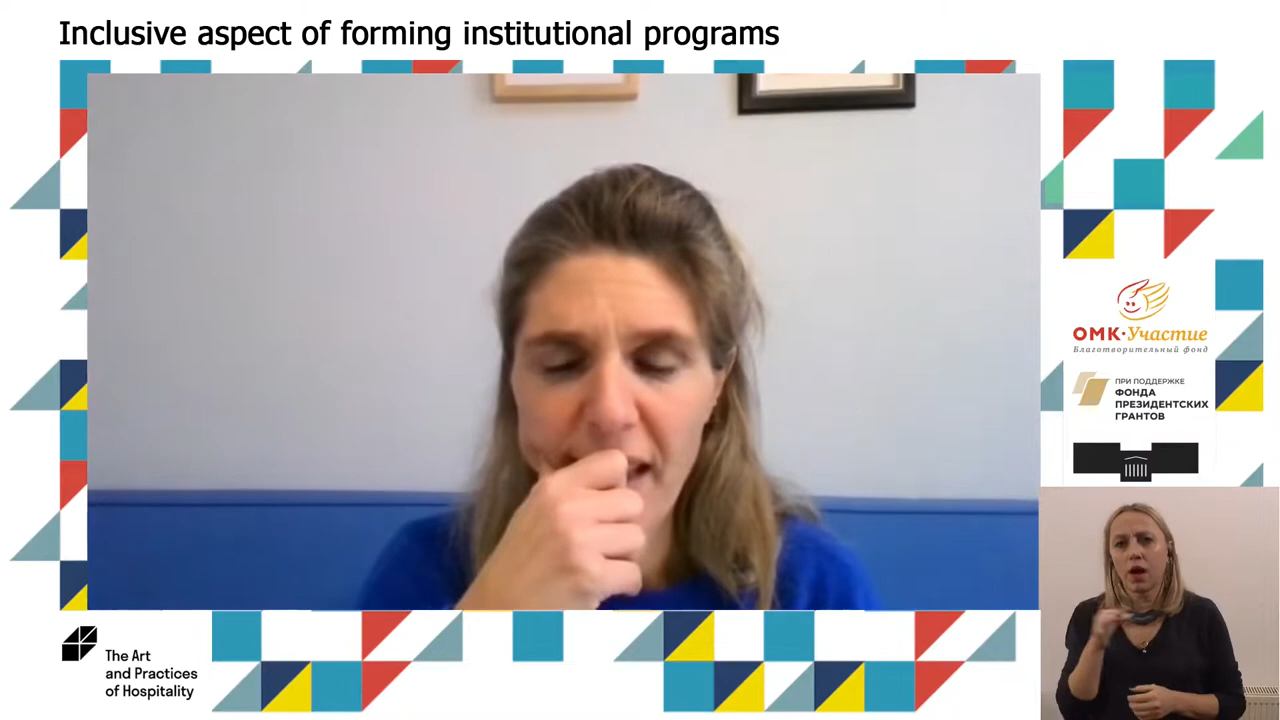 Inclusive aspect of forming institutional programs
ОМК·Участие
Благотворительный фонд
ПРИ ПОДДЕРЖКЕ
ФОНДА
ПРЕЗИДЕНТСКИХ
ГРАНТОВ
The Art
and Practices
of Hospitality